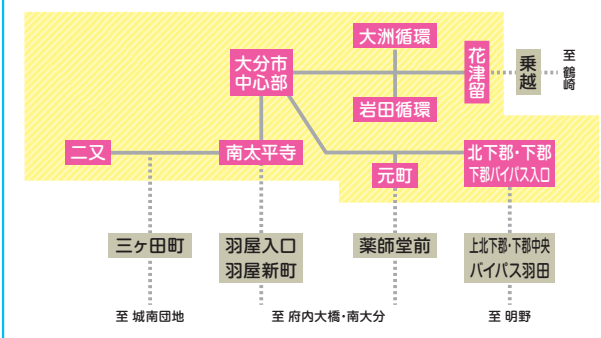 大洲循環
大分市
中心部
花津留
乗越
至 鶴崎
岩田循環
二又
南太平寺
元町
北下郡・下郡
下郡バイパス入口
三ヶ田町
羽屋入口
羽屋新町
薬師堂前
上北下郡・下郡中央
バイパス羽田
至 城南団地
至 府内大橋・南大分
至 明野